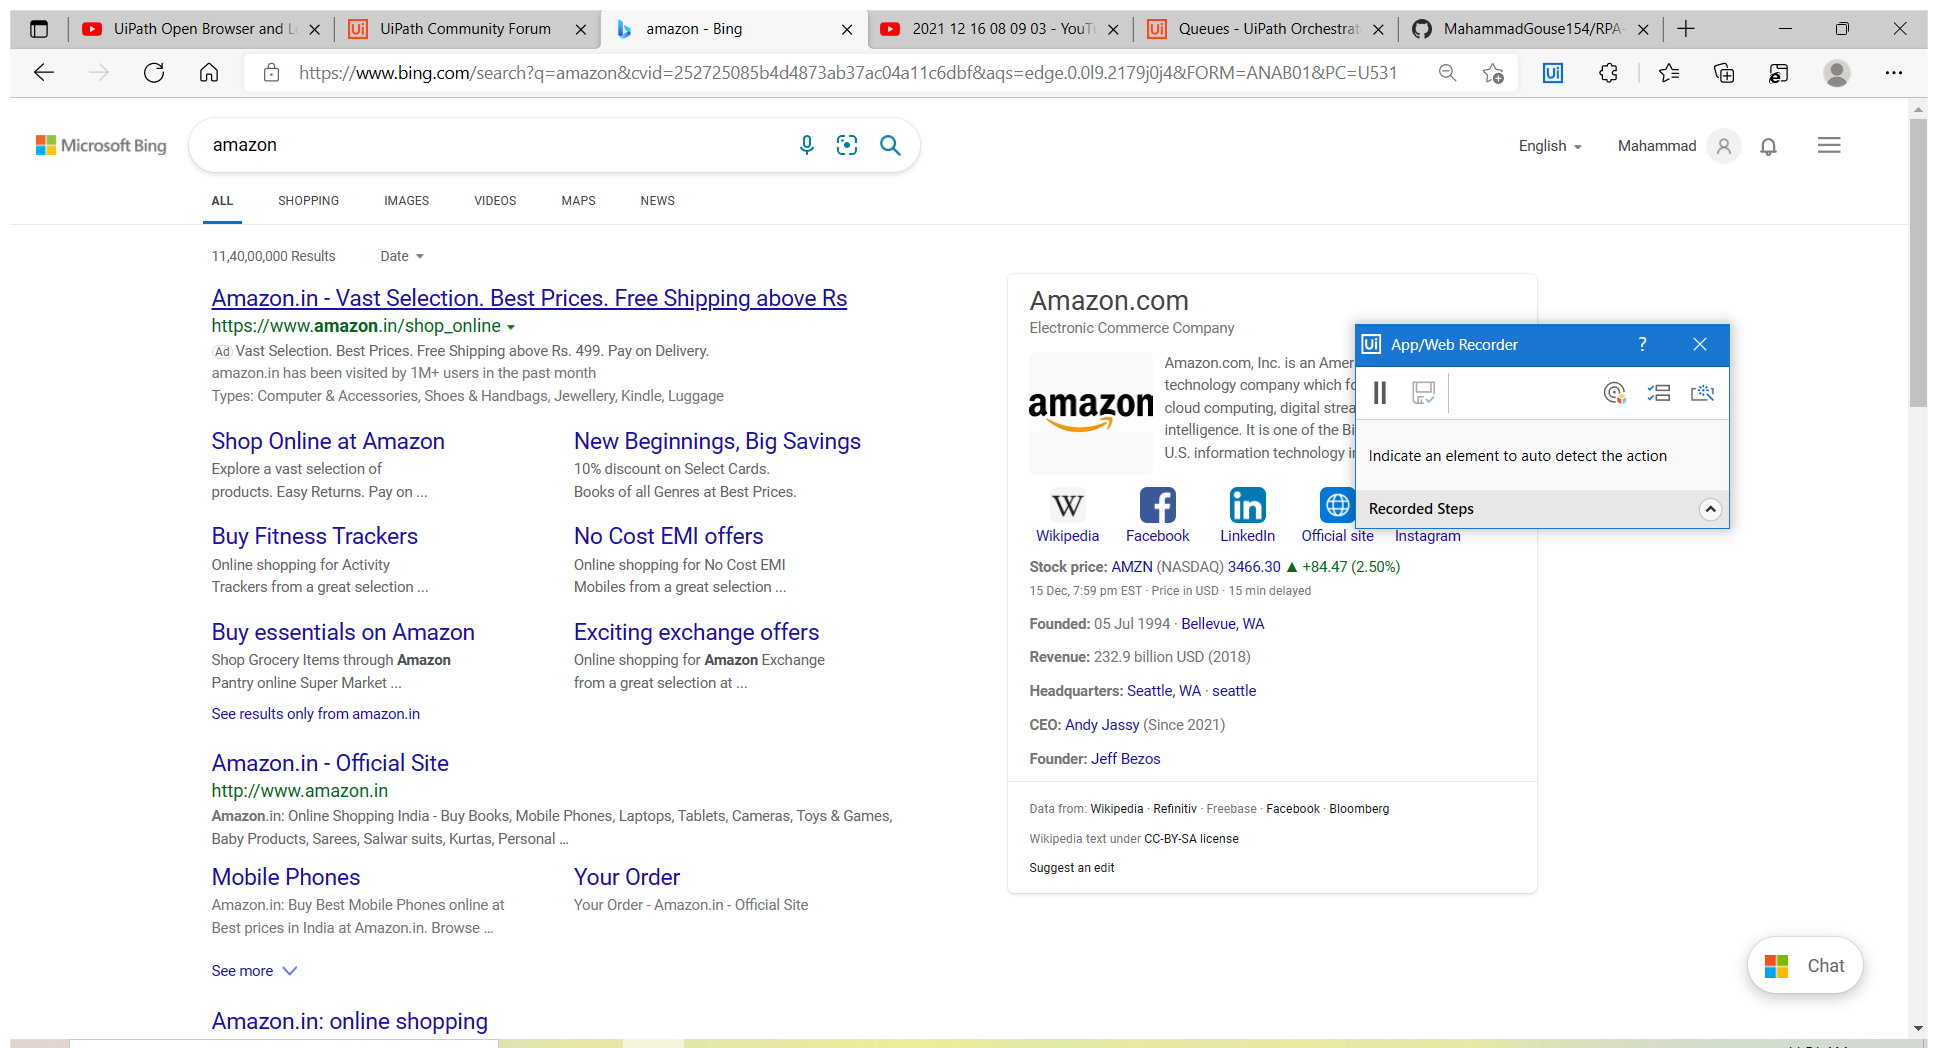 UiPath Open Browser and L
UiPath Community Forum
amazon - Bing
2021 12 16 08 09 03 - YouT
Queues - UiPath Orchestrat
MahammadGouse154/RPA-
https://www.bing.com/search?q=amazon&cvid=252725085b4d4873ab37ac04a11c6dbf&aqs=edge.0.0l9.2179j0j4&FORM=ANAB01&PC=U531
Microsoft Bing
amazon
English
Mahammad
ALL SHOPPING IMAGES VIDEOS MAPS NEWS
11,40,00,000 Results Date
Amazon.in - Vast Selection. Best Prices. Free Shipping above Rs
https://www.amazon.in/shop_online
Ad Vast Selection. Best Prices. Free Shipping above Rs. 499. Pay on Delivery.
amazon.in has been visited by 1M+ users in the past month
Types: Computer & Accessories, Shoes & Handbags, Jewellery, Kindle, Luggage
Shop Online at Amazon
Explore a vast selection of
products. Easy Returns. Pay on ...
New Beginnings, Big Savings
10% discount on Select Cards.
Books of all Genres at Best Prices.
Buy Fitness Trackers
Online shopping for Activity
Trackers from a great selection ...
No Cost EMI offers
Online shopping for No Cost EMI
Mobiles from a great selection ...
Buy essentials on Amazon
Shop Grocery Items through Amazon
Pantry online Super Market ...
Exciting exchange offers
Online shopping for Amazon Exchange
from a great selection at ...
See results only from amazon.in
Amazon.in - Official Site
http://www.amazon.in
Amazon.in: Online Shopping India - Buy Books, Mobile Phones, Laptops, Tablets, Cameras, Toys & Games,
Baby Products, Sarees, Salwar suits, Kurtas, Personal …
Mobile Phones
Amazon.in: Buy Best Mobile Phones online at
Best prices in India at Amazon.in. Browse …
Your Order
Your Order - Amazon.in - Official Site
See more
Amazon.in: online shopping
Amazon.com
Electronic Commerce Company
amazon
Amazon.com, Inc. is an Amer
technology company which fo
cloud computing, digital strea
intelligence. It is one of the Bi
U.S. information technology i
W
Wikipedia Facebook LinkedIn Official site Instagram
Stock price: AMZN (NASDAQ) 3466.30 ▲ +84.47 (2.50%)
15 Dec, 7:59 pm EST · Price in USD · 15 min delayed
Founded: 05 Jul 1994 · Bellevue, WA
Revenue: 232.9 billion USD (2018)
Headquarters: Seattle, WA · seattle
CEO: Andy Jassy (Since 2021)
Founder: Jeff Bezos
Data from: Wikipedia · Refinitiv · Freebase · Facebook · Bloomberg
Wikipedia text under CC-BY-SA license
Suggest an edit
Ui App/Web Recorder ?
Indicate an element to auto detect the action
Recorded Steps
Chat